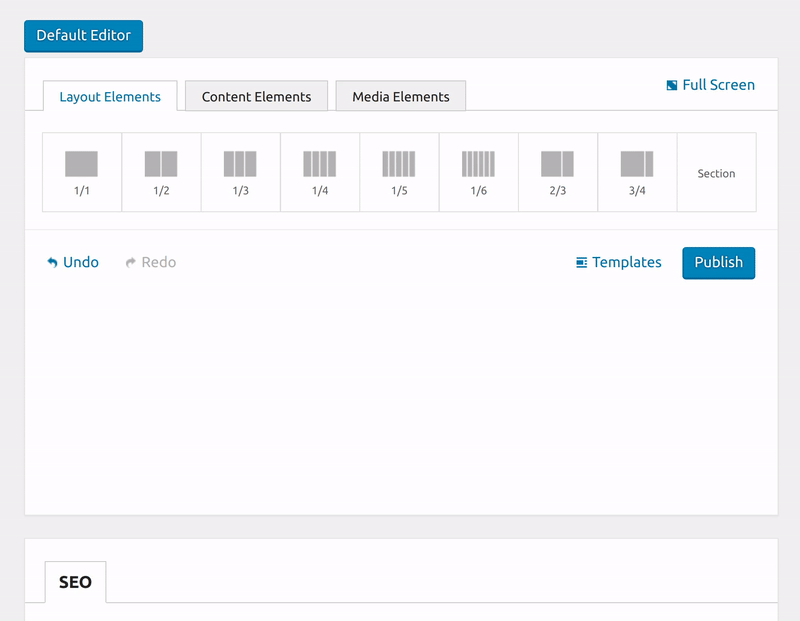 Default Editor
Layout Elements Content Elements Media Elements Full Screen
1/1 1/2 1/3 1/4 1/5 1/6 2/3 3/4 Section
Undo Redo Templates Publish
SEO